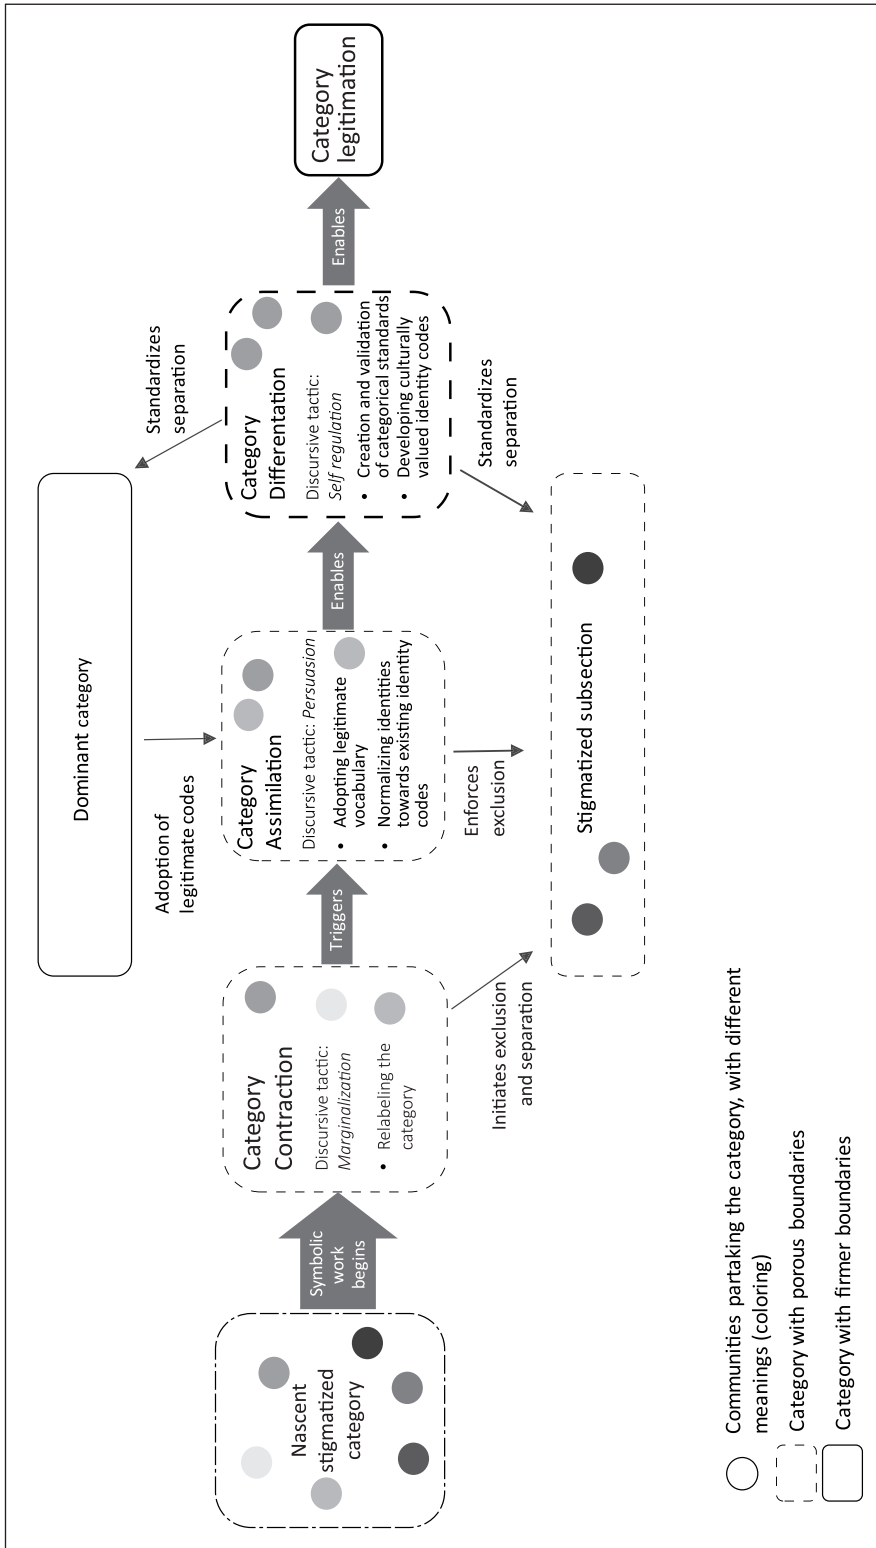 Dominant category
Adoption of
legitimate codes
Standardizes
separation
Nascent
stigmatized
category
Symbolic
work
begins
Category
Contraction
Discursive tactic:
Marginalization
• Relabeling the
category
Triggers
Category
Assimilation
Discursive tactic: Persuasion
• Adopting legitimate
vocabulary
• Normalizing identities
towards existing identity
codes
Enables
Category
Differentation
Discursive tactic:
Self regulation
• Creation and validation
of categorical standards
• Developing culturally
valued identity codes
Enables
Category
legitimation
Initiates exclusion
and separation
Enforces
exclusion
Standardizes
separation
Stigmatized subsection
Communities partaking the category, with different
meanings (coloring)
Category with porous boundaries
Category with firmer boundaries